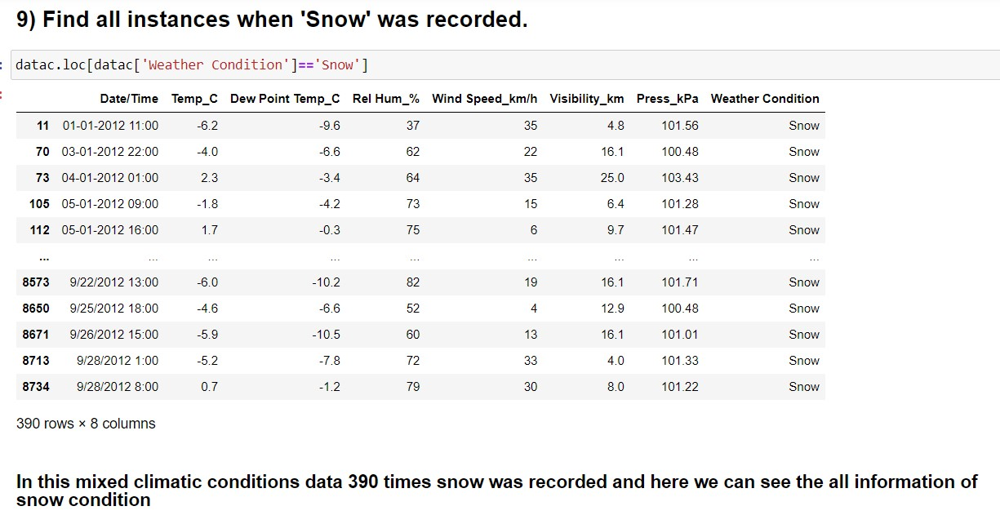 9) Find all instances when 'Snow' was recorded.
datac.loc[datac['Weather Condition']=='Snow']
Date/Time Temp_C Dew Point Temp_C Rel Hum_% Wind Speed_km/h Visibility_km Press_kPa Weather Condition
11 01-01-2012 11:00 -6.2 -9.6 37 35 4.8 101.56 Snow
70 03-01-2012 22:00 -4.0 -6.6 62 22 16.1 100.48 Snow
73 04-01-2012 01:00 2.3 -3.4 64 35 25.0 103.43 Snow
105 05-01-2012 09:00 -1.8 -4.2 73 15 6.4 101.28 Snow
112 05-01-2012 16:00 1.7 -0.3 75 6 9.7 101.47 Snow
... ... ... ... ... ... ... ... ...
8573 9/22/2012 13:00 -6.0 -10.2 82 19 16.1 101.71 Snow
8650 9/25/2012 18:00 -4.6 -6.6 52 4 12.9 100.48 Snow
8671 9/26/2012 15:00 -5.9 -10.5 60 13 16.1 101.01 Snow
8713 9/28/2012 1:00 -5.2 -7.8 72 33 4.0 101.33 Snow
8734 9/28/2012 8:00 0.7 -1.2 79 30 8.0 101.22 Snow
390 rows × 8 columns
In this mixed climatic conditions data 390 times snow was recorded and here we can see the all information of
snow condition